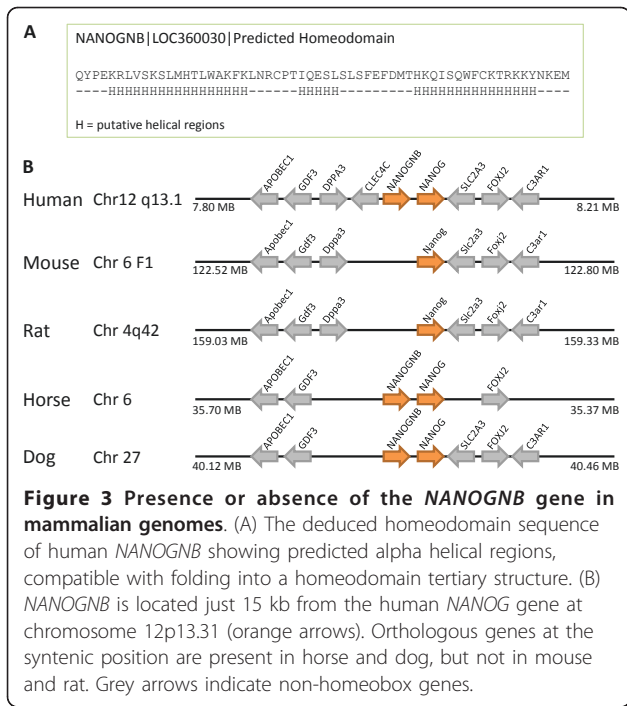 A
NANOGNB|LOC360030|Predicted Homeodomain
QYPEKRLVSKSLMHTLWAKFKLNRCPTIQESLSLSFEFDMTHKQISQWFCKTRKKYNKEM
----HHHHHHHHHHHHHHHHH------HHHHH---------HHHHHHHHHHHHHHH----
H = putative helical regions
B
APOBEC1 GDF3 DPPA3 CLEC4C NANOGNB NANOG SLC2A3 FOXJ2 C3AR1
Human Chr12 q13.1
7.80 MB 8.21 MB
Apobec1 Gdf3 Dppa3 Nanog Slc2a3 Foxj2 C3ar1
Mouse Chr 6 F1
122.52 MB 122.80 MB
Apobec1 Gdf3 Dppa3 Nanog Slc2a3 Foxj2 C3ar1
Rat Chr 4q42
159.03 MB 159.33 MB
APOBEC1 GDF3 NANOGNB NANOG FOXJ2
Horse Chr 6
35.70 MB 35.37 MB
APOBEC1 GDF3 NANOGNB NANOG SLC2A3 FOXJ2 C3AR1
Dog Chr 27
40.12 MB 40.46 MB
Figure 3 Presence or absence of the NANOGNB gene in
mammalian genomes. (A) The deduced homeodomain sequence
of human NANOGNB showing predicted alpha helical regions,
compatible with folding into a homeodomain tertiary structure. (B)
NANOGNB is located just 15 kb from the human NANOG gene at
chromosome 12p13.31 (orange arrows). Orthologous genes at the
syntenic position are present in horse and dog, but not in mouse
and rat. Grey arrows indicate non-homeobox genes.